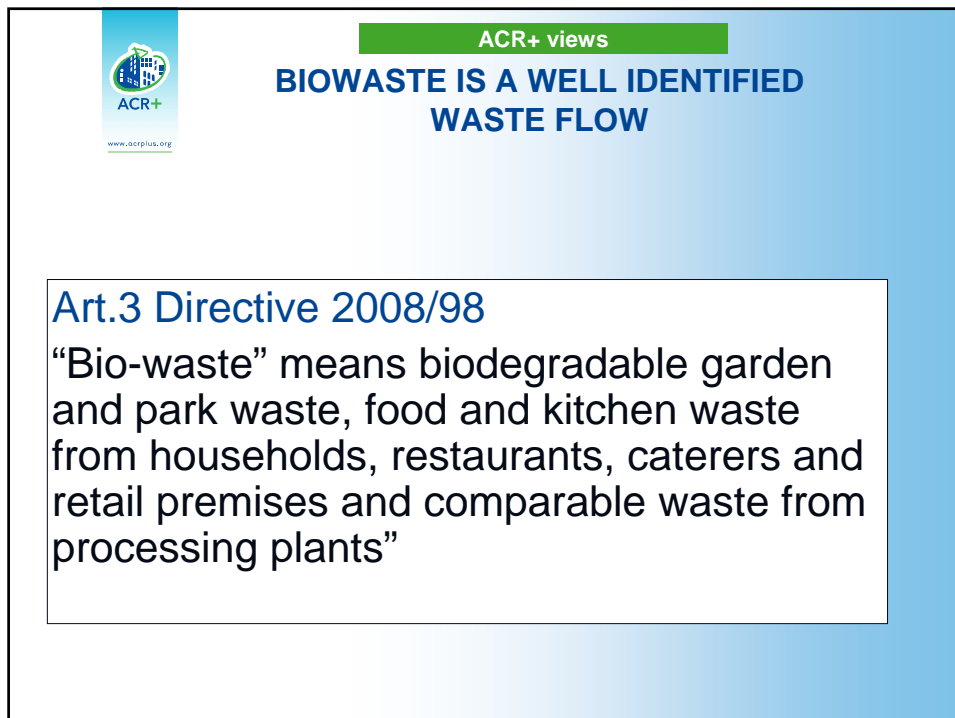 ACR+ views
ACR+
www.acrplus.org
BIOWASTE IS A WELL IDENTIFIED
WASTE FLOW
Art.3 Directive 2008/98
“Bio-waste” means biodegradable garden
and park waste, food and kitchen waste
from households, restaurants, caterers and
retail premises and comparable waste from
processing plants”